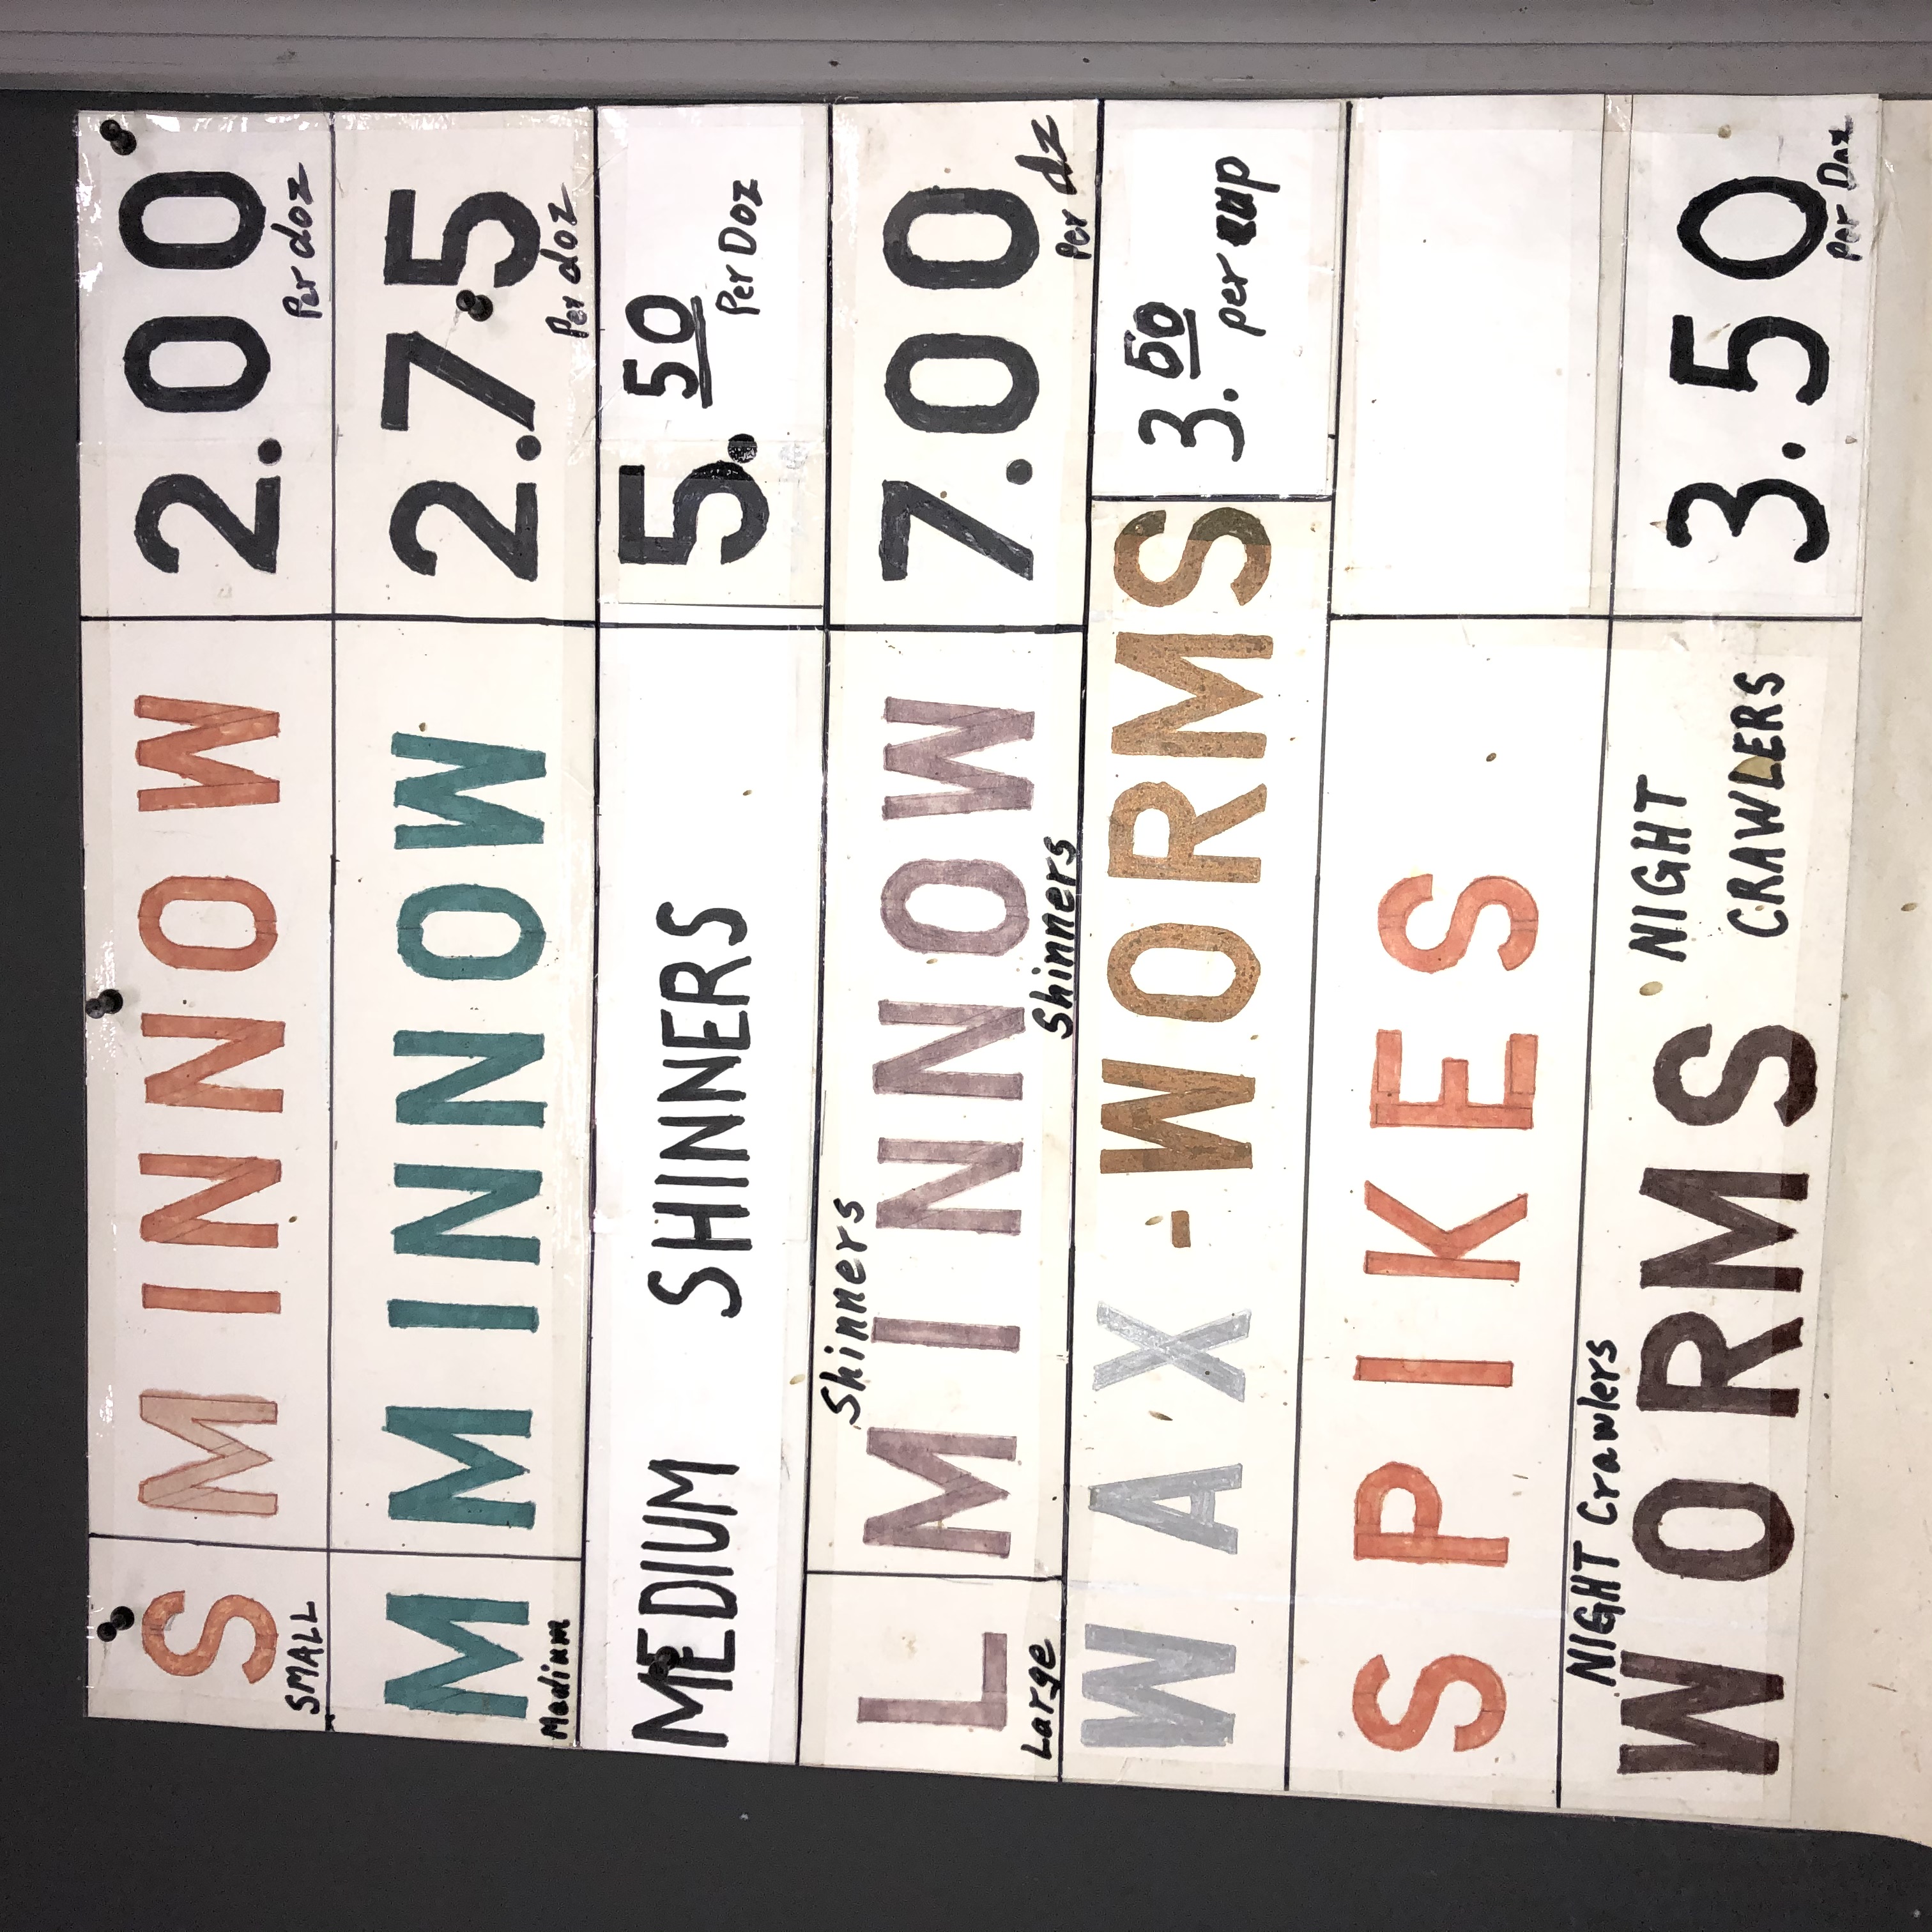 S MINNOW 2.00
SMALL Per doz
M MINNOW 2.75
Medium Per doz
MEDIUM SHINNERS 5.50
Per Doz
Shinners
L MINNOW 7.00
Large Shinners Per dz
WAX-WORMS 3.50
per cup
SPIKES
NIGHT Crawlers
WORMS NIGHT CRAWLERS 3.50
Per Doz